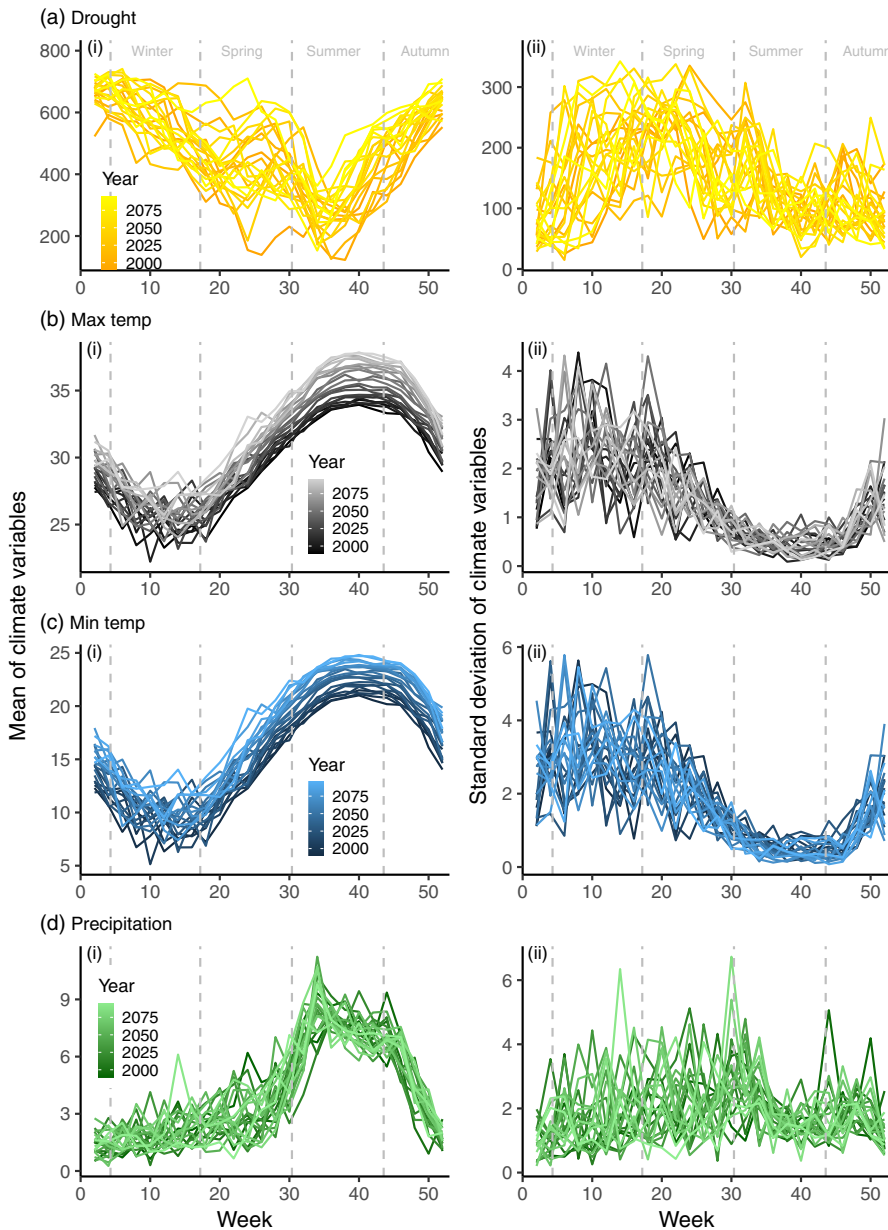 (a) Drought
(i) Winter Spring Summer Autumn
800
600
400
200
Year
2075
2050
2025
2000
0 10 20 30 40 50
(ii) Winter Spring Summer Autumn
300
200
100
0
0 10 20 30 40 50
(b) Max temp
(i)
35
30
25
Year
2075
2050
2025
2000
0 10 20 30 40 50
(ii)
4
3
2
1
0
0 10 20 30 40 50
Mean of climate variables
Standard deviation of climate variables
(c) Min temp
(i)
25
20
15
10
5
Year
2075
2050
2025
2000
0 10 20 30 40 50
(ii)
6
4
2
0
0 10 20 30 40 50
(d) Precipitation
(i)
9
6
3
0
Year
2075
2050
2025
2000
0 10 20 30 40 50
Week
(ii)
6
4
2
0
0 10 20 30 40 50
Week